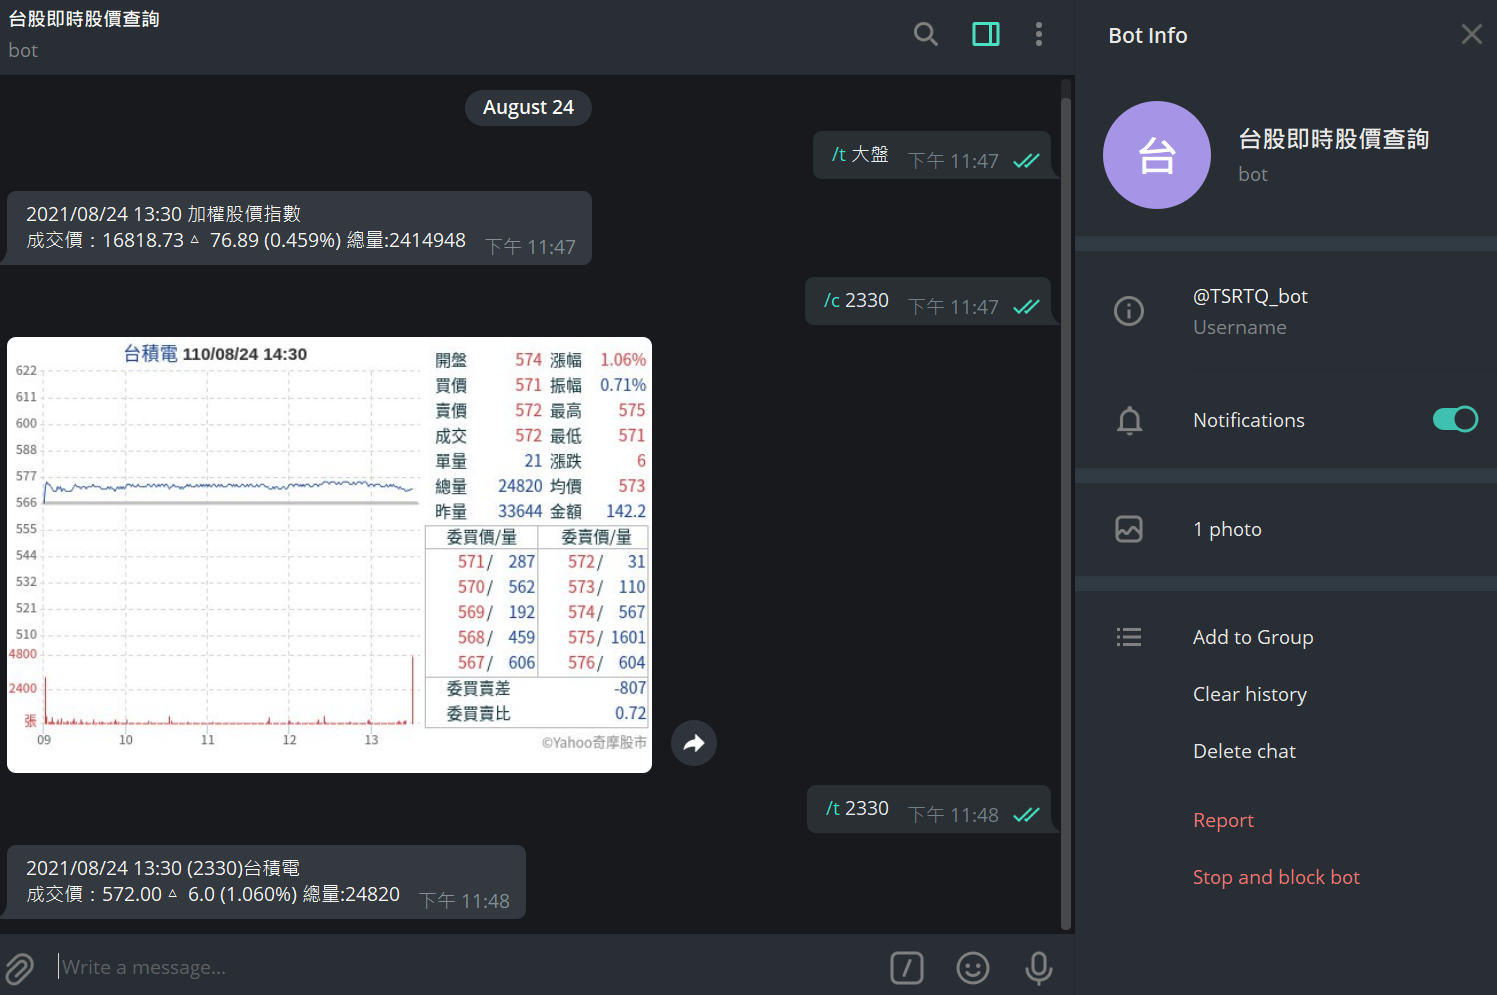 台股即時股價查詢
bot
August 24
/t 大盤 下午 11:47
2021/08/24 13:30 加權股價指數
成交價：16818.73 ▵ 76.89 (0.459%) 總量:2414948 下午 11:47
/c 2330 下午 11:47
台積電 110/08/24 14:30
622
611
600
588
577
566
555
544
532
521
510
4800
2400
張
09 10 11 12 13
開盤 574 漲幅 1.06%
買價 571 振幅 0.71%
賣價 572 最高 575
成交 572 最低 571
單量 21 漲跌 6
總量 24820 均價 573
昨量 33644 金額 142.2
委買價/量 委賣價/量
571/ 287 572/ 31
570/ 562 573/ 110
569/ 192 574/ 567
568/ 459 575/ 1601
567/ 606 576/ 604
委買賣差 -807
委買賣比 0.72
©Yahoo奇摩股市
/t 2330 下午 11:48
2021/08/24 13:30 (2330)台積電
成交價：572.00 ▵ 6.0 (1.060%) 總量:24820 下午 11:48
Write a message...
Bot Info
台
台股即時股價查詢
bot
@TSRTQ_bot
Username
Notifications
1 photo
Add to Group
Clear history
Delete chat
Report
Stop and block bot